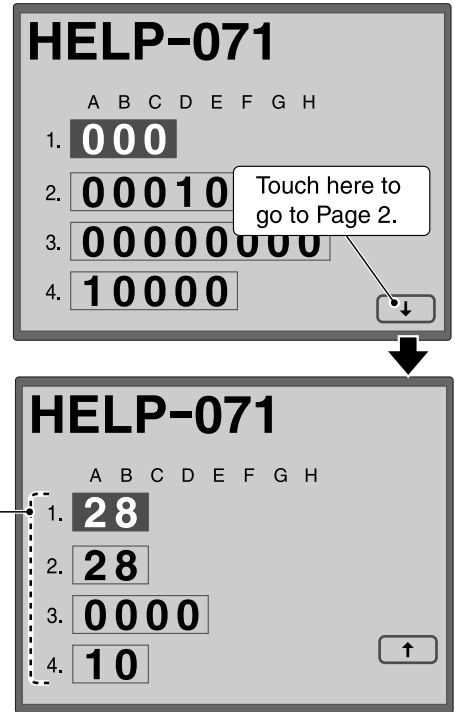 HELP-071
A B C D E F G H
1. 000
2. 00010
Touch here to
go to Page 2.
3. 00000000
4. 10000
↓
HELP-071
A B C D E F G H
1. 28
2. 28
3. 0000
↑
4. 10